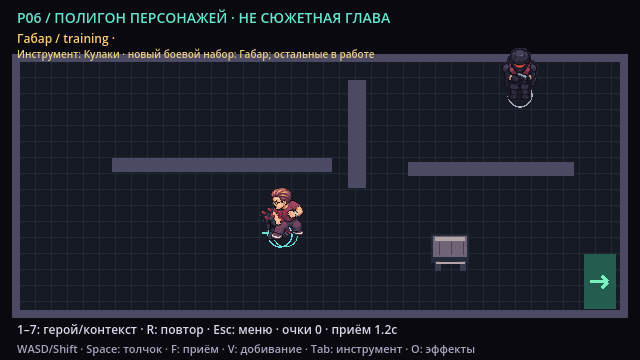 P06 / ПОЛИГОН ПЕРСОНАЖЕЙ · НЕ СЮЖЕТНАЯ ГЛАВА
Габар / training ·
Инструмент: Кулаки · новый боевой набор: Габар; остальные в работе
1–7: герой/контекст · R: повтор · Esc: меню · очки 0 · приём 1.2с
WASD/Shift · Space: толчок · F: приём · V: добивание · Tab: инструмент · O: эффекты